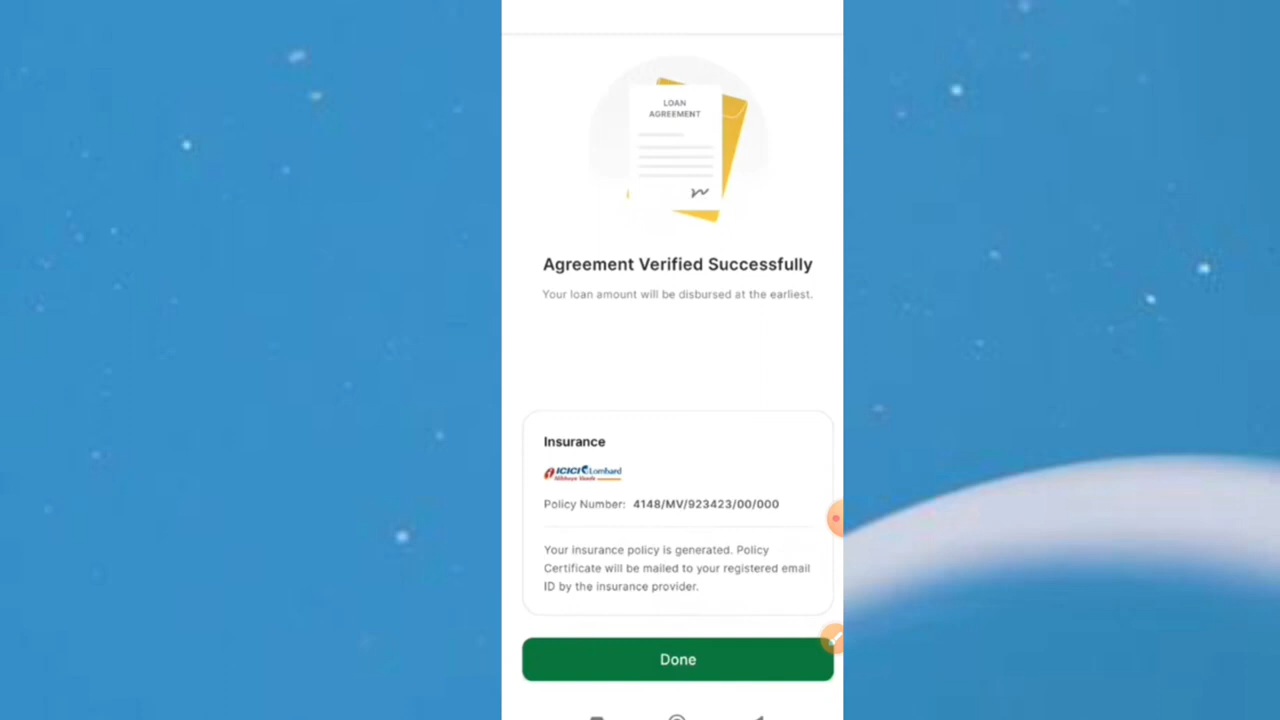 LOAN
AGREEMENT
Agreement Verified Successfully
Your loan amount will be disbursed at the earliest.
Insurance
ICICI Lombard
Nibhaye Vaade
Policy Number: 4148/MV/923423/00/000
Your insurance policy is generated. Policy
Certificate will be mailed to your registered email
ID by the insurance provider.
Done